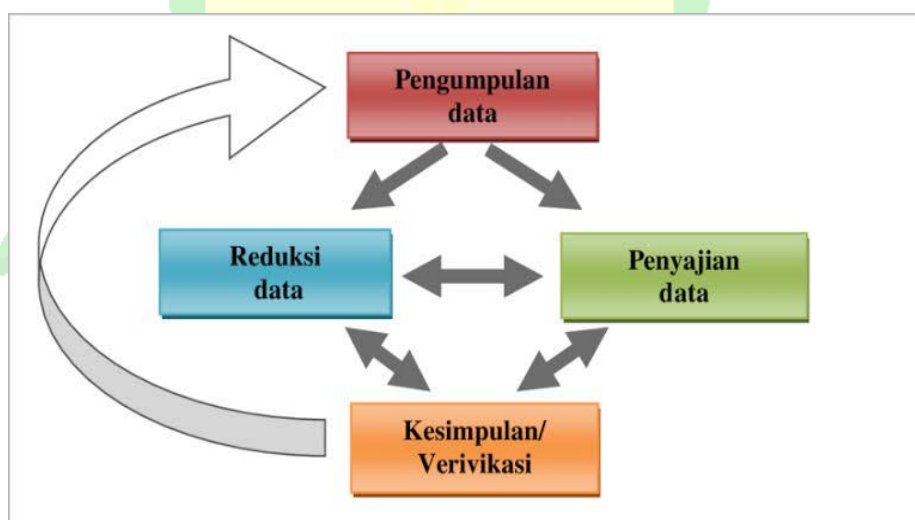 Pengumpulan
data
Reduksi
data
Penyajian
data
Kesimpulan/
Verivikasi